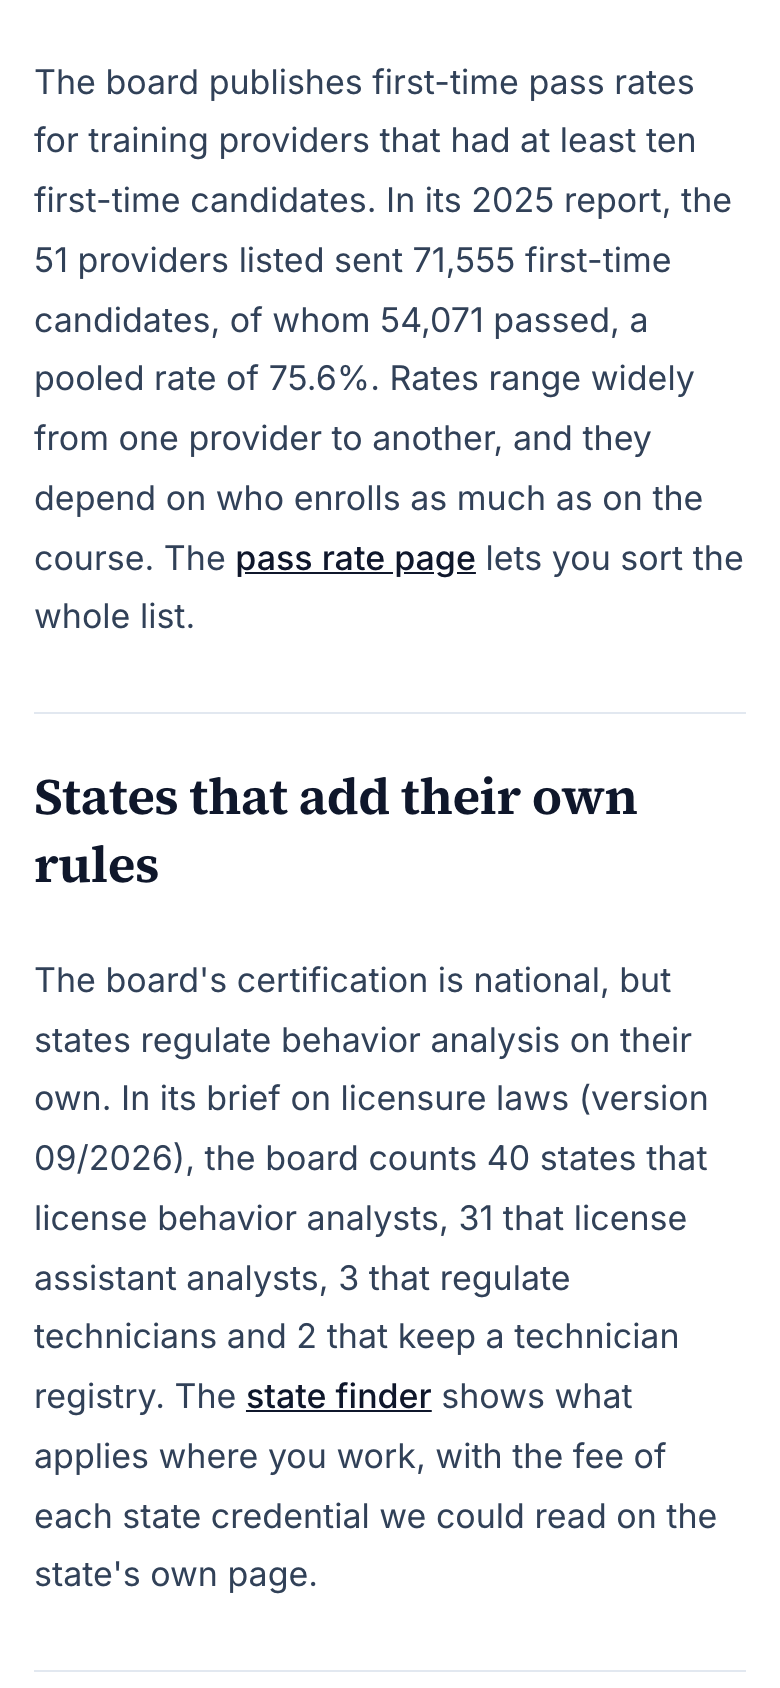 The board publishes first-time pass rates
for training providers that had at least ten
first-time candidates. In its 2025 report, the
51 providers listed sent 71,555 first-time
candidates, of whom 54,071 passed, a
pooled rate of 75.6%. Rates range widely
from one provider to another, and they
depend on who enrolls as much as on the
course. The pass rate page lets you sort the
whole list.
States that add their own
rules
The board's certification is national, but
states regulate behavior analysis on their
own. In its brief on licensure laws (version
09/2026), the board counts 40 states that
license behavior analysts, 31 that license
assistant analysts, 3 that regulate
technicians and 2 that keep a technician
registry. The state finder shows what
applies where you work, with the fee of
each state credential we could read on the
state's own page.